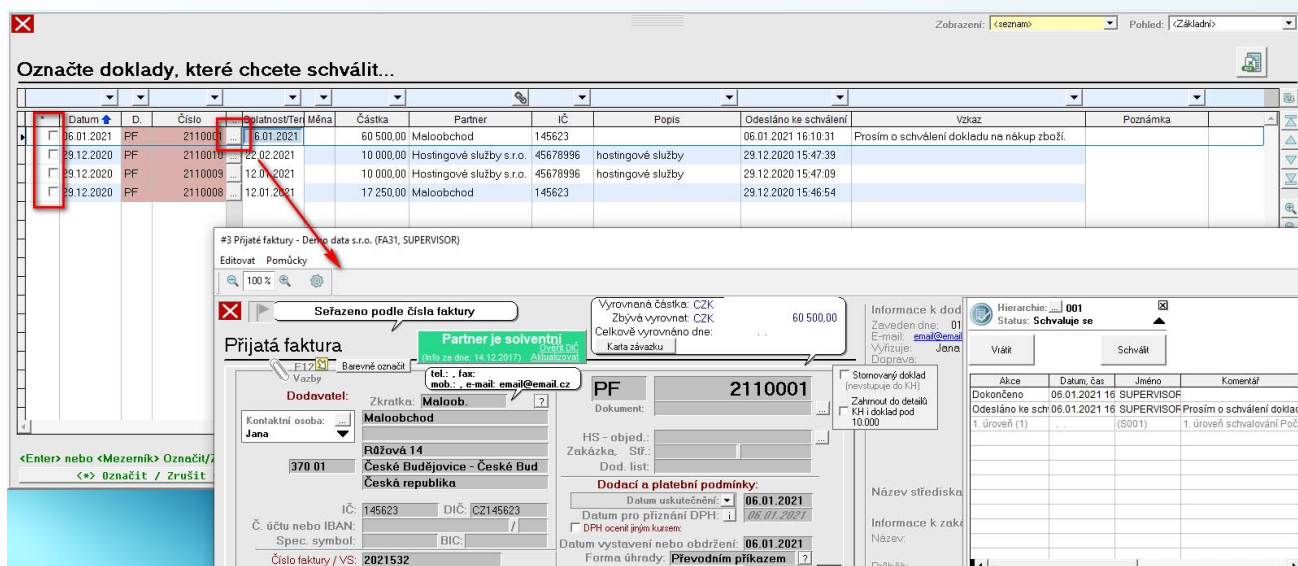 Zobrazení: <seznam> Pohled: <Základní>
Označte doklady, které chcete schválit...
* Datum D. Číslo ... Splatnost/Ter Měna Částka Partner IČ Popis Odesláno ke schválení Vzkaz Poznámka
06.01.2021 PF 2110001 ... 6.01.2021 60 500,00 Maloobchod 145623 06.01.2021 16:10:31 Prosím o schválení dokladu na nákup zboží.
29.12.2020 PF 2110010 ... 22.02.2021 10 000,00 Hostingové služby s.r.o. 45678996 hostingové služby 29.12.2020 15:47:39
29.12.2020 PF 2110009 ... 12.01.2021 10 000,00 Hostingové služby s.r.o. 45678996 hostingové služby 29.12.2020 15:47:09
29.12.2020 PF 2110008 ... 12.01.2021 17 250,00 Maloobchod 145623 29.12.2020 15:46:54
<Enter> nebo <Mezerník> Označit/Z
<*> Označit / Zrušit
#3 Přijaté faktury - Demo data s.r.o. (FA31, SUPERVISOR)
Editovat Pomůcky
100 %
Seřazeno podle čísla faktury
Přijatá faktura
F12
Vazby
Barevně označit
Partner je solventní
(Info ze dne: 14.12.2017) Ověřit DIČ
Aktualizovat
tel.: , fax:
mob.: , e-mail: email@email.cz
Vyrovnaná částka: CZK
Zbývá vyrovnat: CZK 60 500,00
Celkově vyrovnáno dne: . .
Karta závazku
Dodavatel:
Zkratka: Maloob. ?
Kontaktní osoba: ...
Jana
Maloobchod
Růžová 14
370 01 České Budějovice - České Bud
Česká republika
IČ: 145623 DIČ: CZ145623
Č. účtu nebo IBAN: /
Spec. symbol: BIC:
Číslo faktury / VS: 2021532
PF 2110001
Dokument: ...
HS - objed.: ...
Zakázka, Stř.:
Dod. list:
Dodací a platební podmínky:
Datum uskutečnění: 06.01.2021
Datum pro přiznání DPH: i 06.01.2021
DPH ocenit jiným kursem:
Datum vystavení nebo obdržení: 06.01.2021
Forma úhrady: Převodním příkazem ?
Stornovaný doklad
(nevstupuje do KH)
Zahrnout do detailů
KH i doklad pod
10.000
Informace k dod
Zaveden dne: 01
E-mail: email@email
Vyřizuje: Jana
Doprava:
Název střediska
Informace k zaká
Název:
Hierarchie: ... 001
Status: Schvaluje se
Vrátit Schválit
Akce Datum, čas Jméno Komentář
Dokončeno 06.01.2021 16 SUPERVISOR
Odesláno ke sch 06.01.2021 16 SUPERVISOR Prosím o schválení doklad
1. úroveň (1) . . (S001) 1. úroveň schvalování Poč